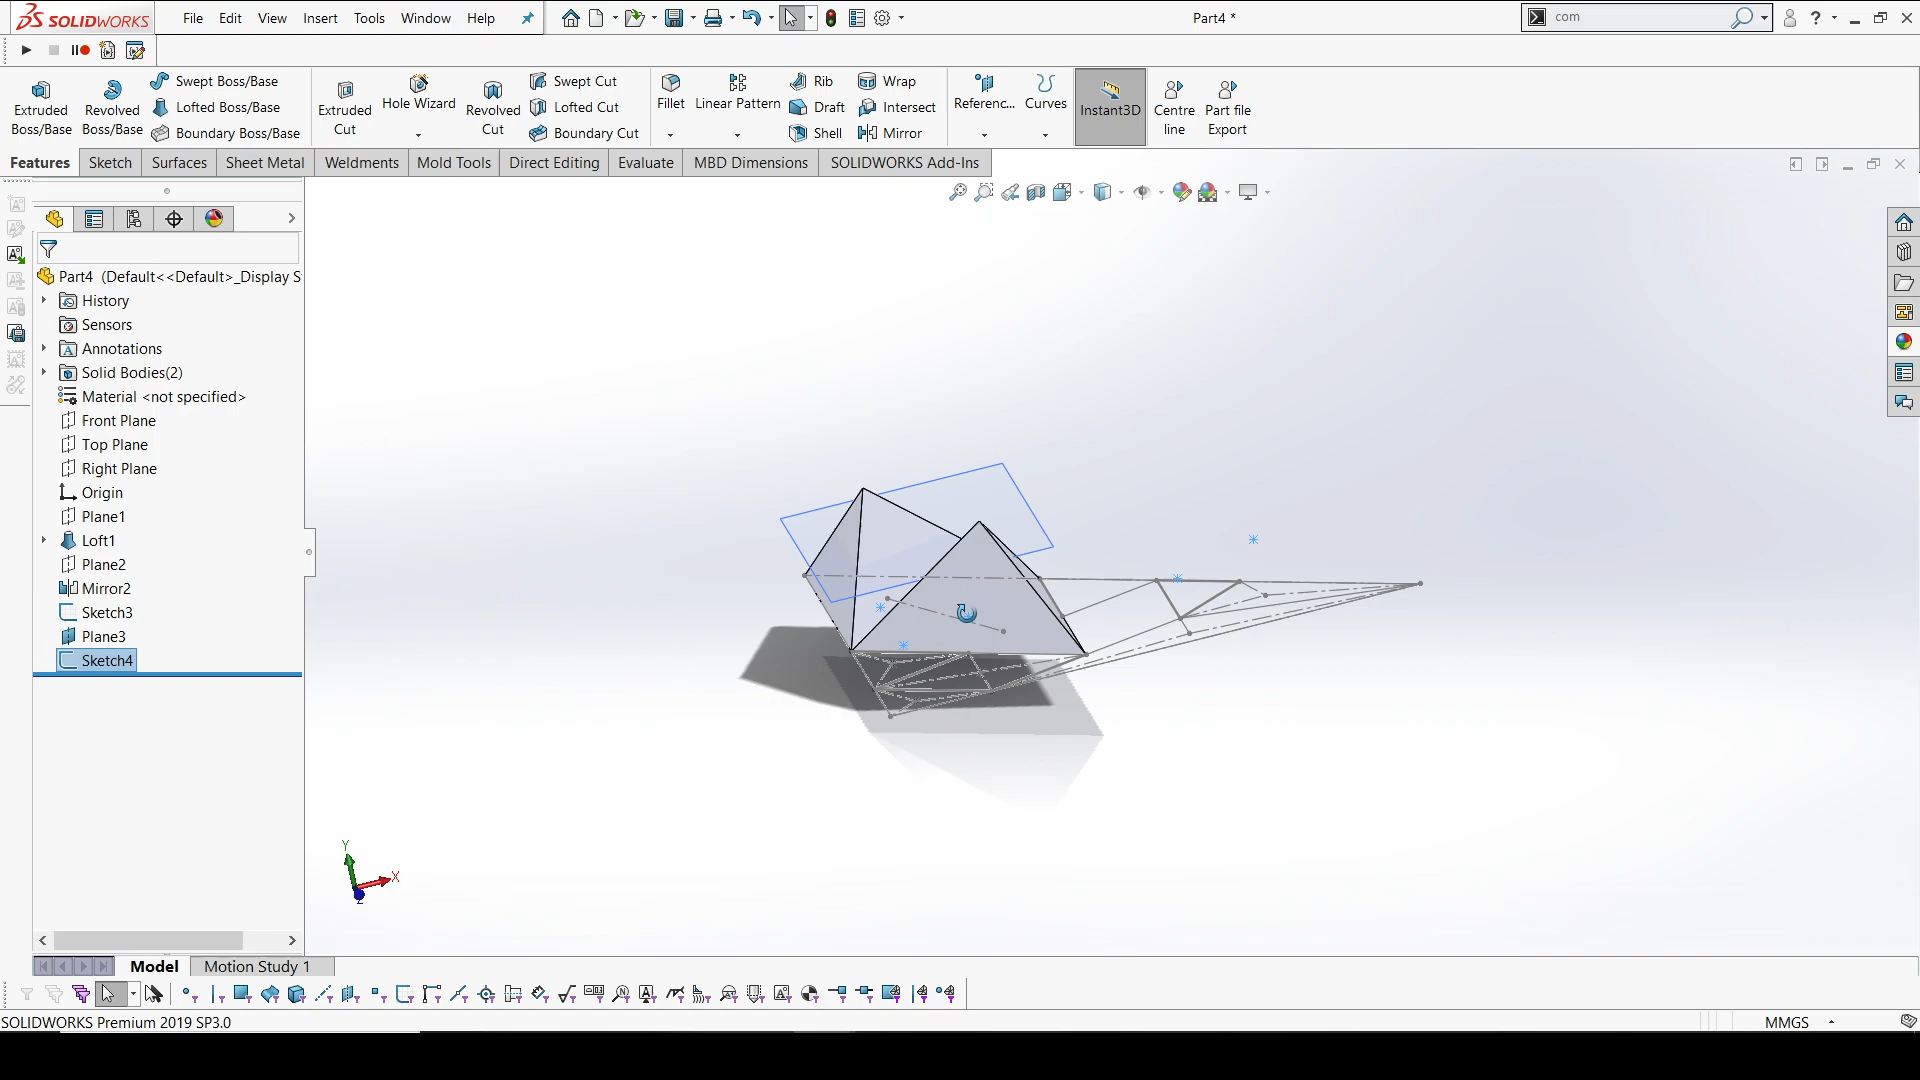 SOLIDWORKS
File Edit View Insert Tools Window Help
Part4 *
com
Extruded Boss/Base
Revolved Boss/Base
Swept Boss/Base
Lofted Boss/Base
Boundary Boss/Base
Extruded Cut
Hole Wizard
Revolved Cut
Swept Cut
Lofted Cut
Boundary Cut
Fillet
Linear Pattern
Rib
Draft
Shell
Wrap
Intersect
Mirror
Referenc...
Curves
Instant3D
Centre line
Part file Export
Features Sketch Surfaces Sheet Metal Weldments Mold Tools Direct Editing Evaluate MBD Dimensions SOLIDWORKS Add-Ins
Part4 (Default<<Default>_Display S
History
Sensors
Annotations
Solid Bodies(2)
Material <not specified>
Front Plane
Top Plane
Right Plane
Origin
Plane1
Loft1
Plane2
Mirror2
Sketch3
Plane3
Sketch4
Y
X
Z
Model Motion Study 1
SOLIDWORKS Premium 2019 SP3.0
MMGS